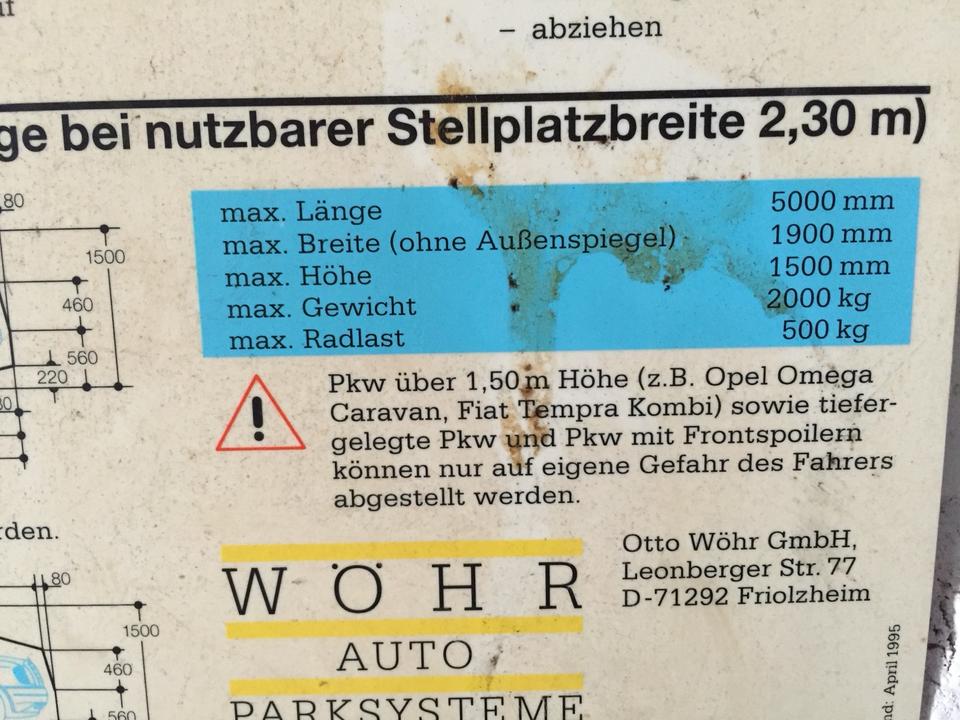 – abziehen
ge bei nutzbarer Stellplatzbreite 2,30 m)
max. Länge 5000 mm
max. Breite (ohne Außenspiegel) 1900 mm
max. Höhe 1500 mm
max. Gewicht 2000 kg
max. Radlast 500 kg
80
1500
460
560
220
Pkw über 1,50 m Höhe (z.B. Opel Omega
Caravan, Fiat Tempra Kombi) sowie tiefer-
gelegte Pkw und Pkw mit Frontspoilern
können nur auf eigene Gefahr des Fahrers
abgestellt werden.
rden.
80
1500
460
560
WÖHR
AUTO
PARKSYSTEME
Otto Wöhr GmbH,
Leonberger Str. 77
D-71292 Friolzheim
nd: April 1995